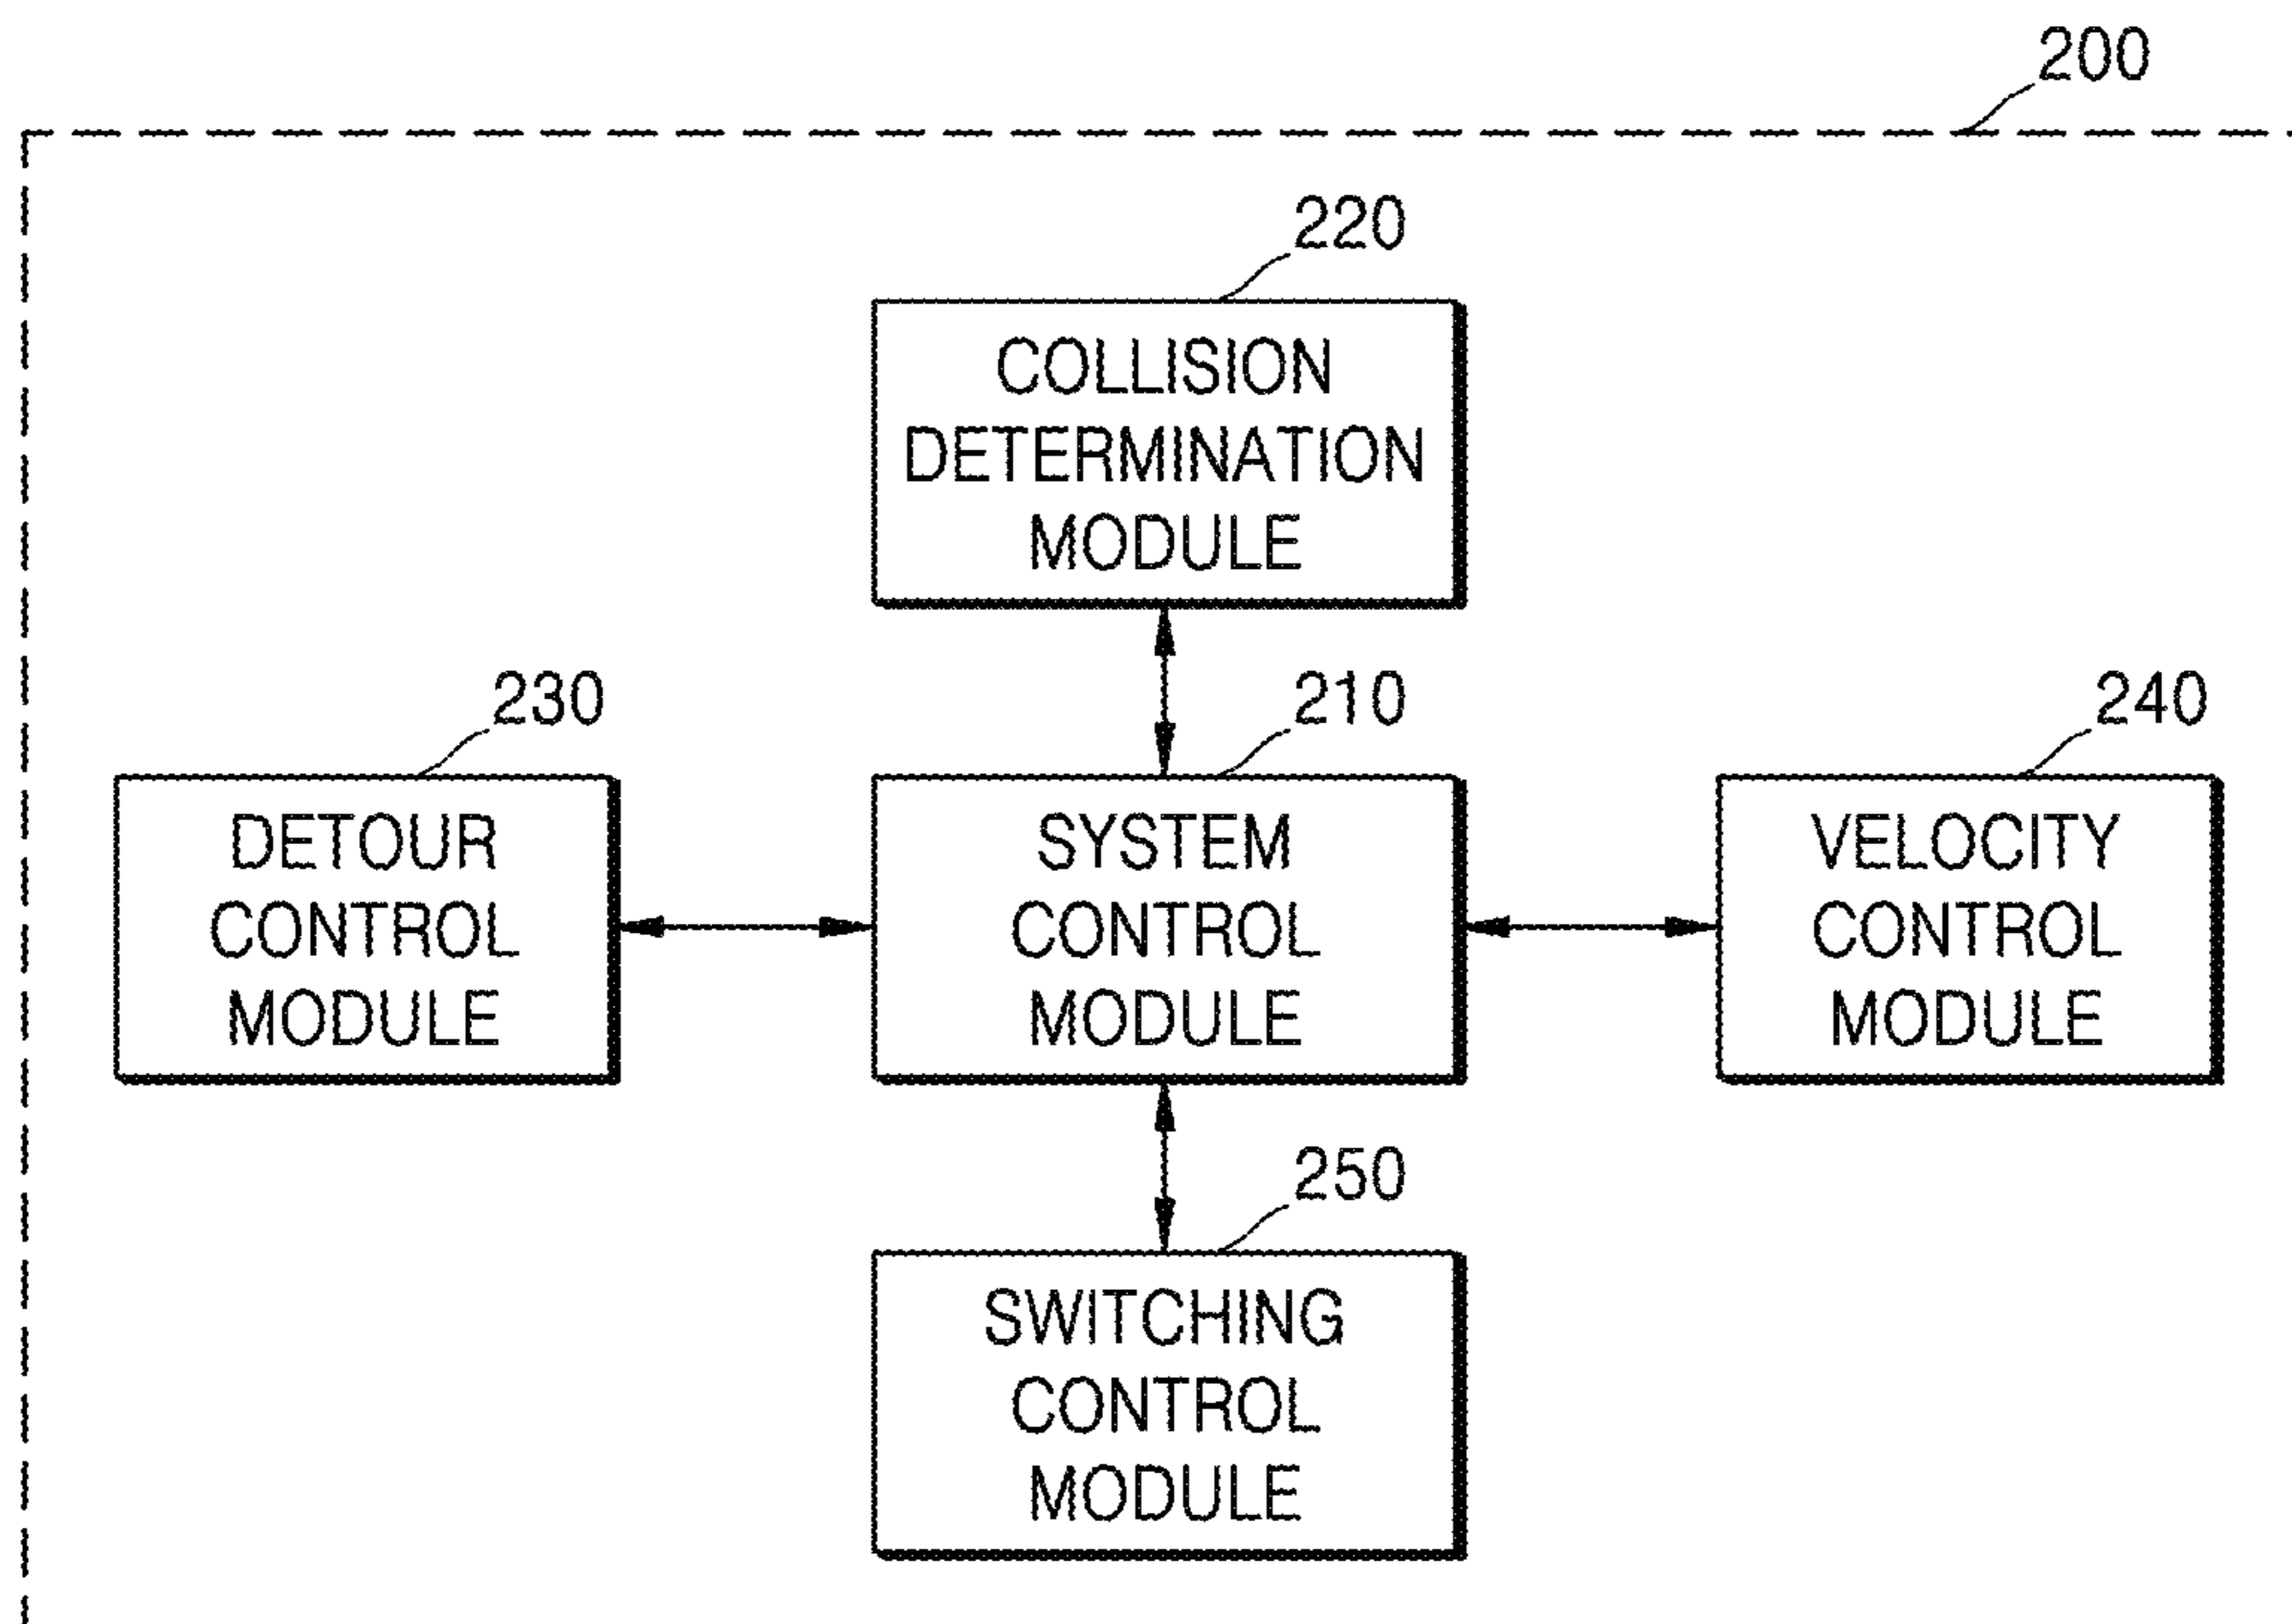 200
220
COLLISION
DETERMINATION
MODULE
230
210
240
DETOUR
CONTROL
MODULE
SYSTEM
CONTROL
MODULE
VELOCITY
CONTROL
MODULE
250
SWITCHING
CONTROL
MODULE